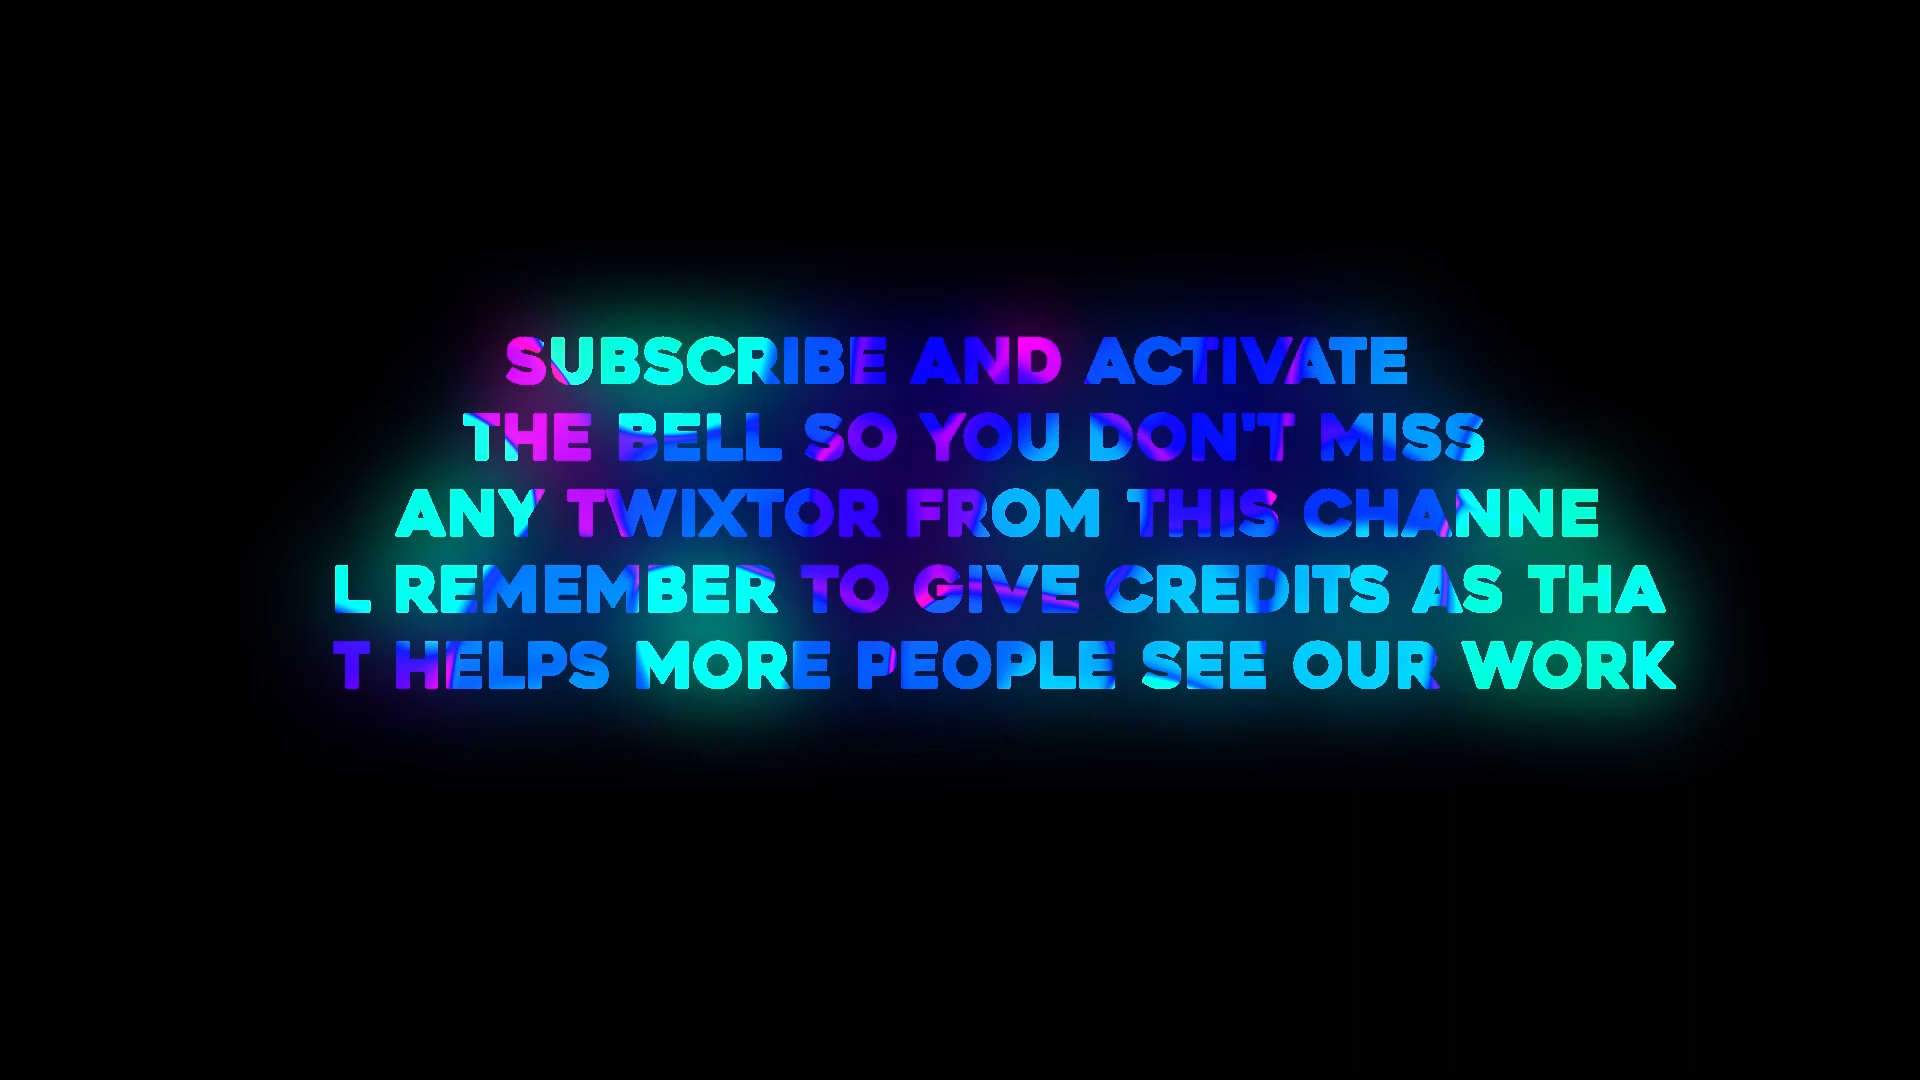 SUBSCRIBE AND ACTIVATE
THE BELL SO YOU DON'T MISS
ANY TWIXTOR FROM THIS CHANNE
L REMEMBER TO GIVE CREDITS AS THA
T HELPS MORE PEOPLE SEE OUR WORK